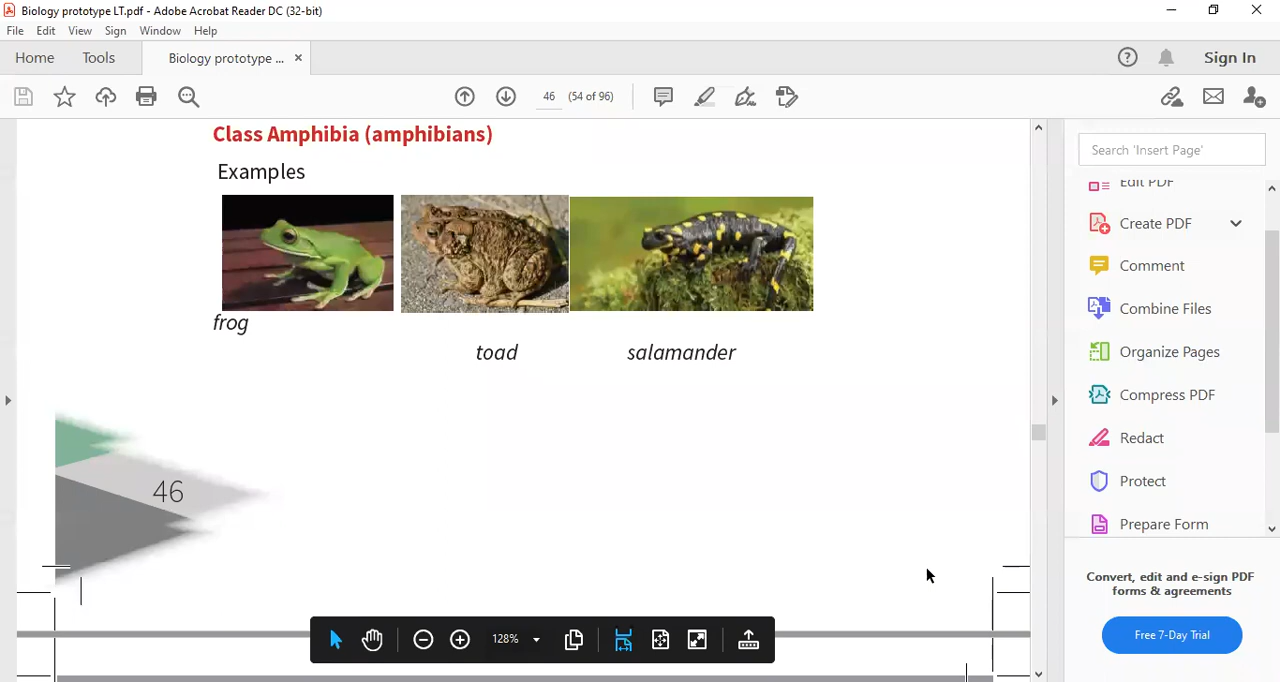 Biology prototype LT.pdf - Adobe Acrobat Reader DC (32-bit)
File Edit View Sign Window Help
Home Tools Biology prototype ... × Sign In
46 (54 of 96)
Class Amphibia (amphibians)
Examples
frog
toad salamander
46
128%
Search 'Insert Page'
Edit PDF
Create PDF
Comment
Combine Files
Organize Pages
Compress PDF
Redact
Protect
Prepare Form
Convert, edit and e-sign PDF
forms & agreements
Free 7-Day Trial